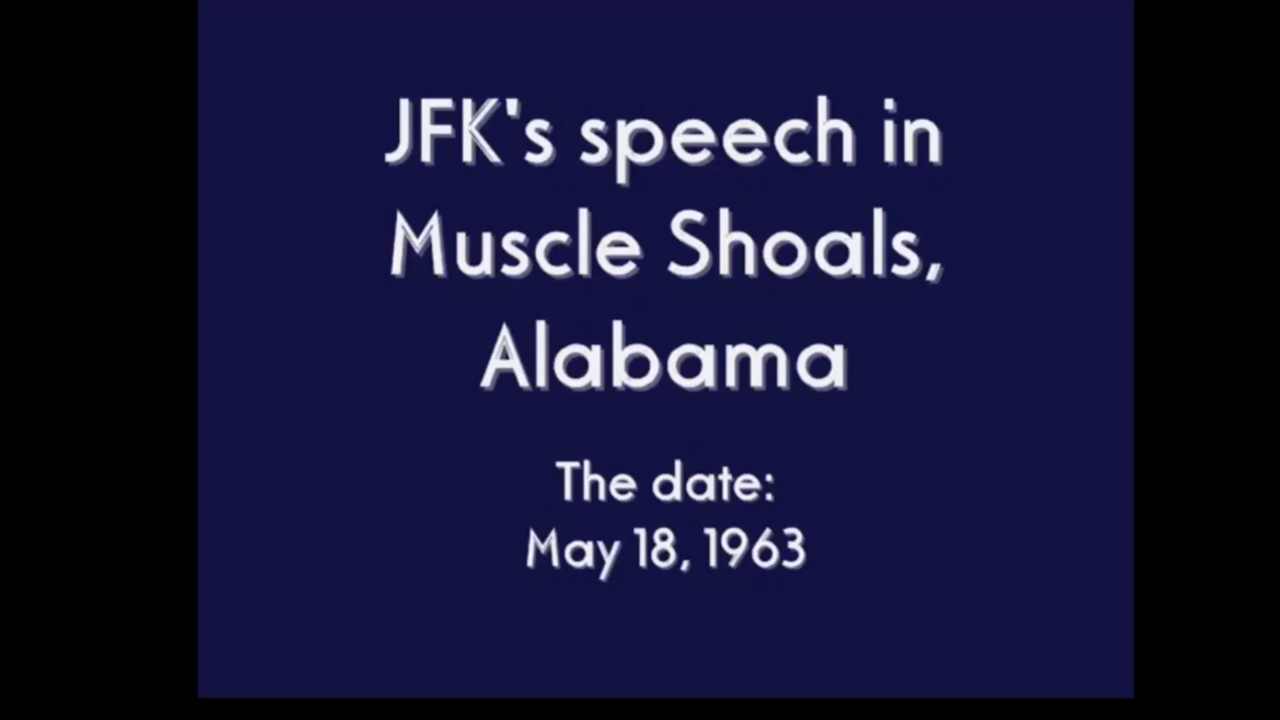 JFK's speech in
Muscle Shoals,
Alabama
The date:
May 18, 1963